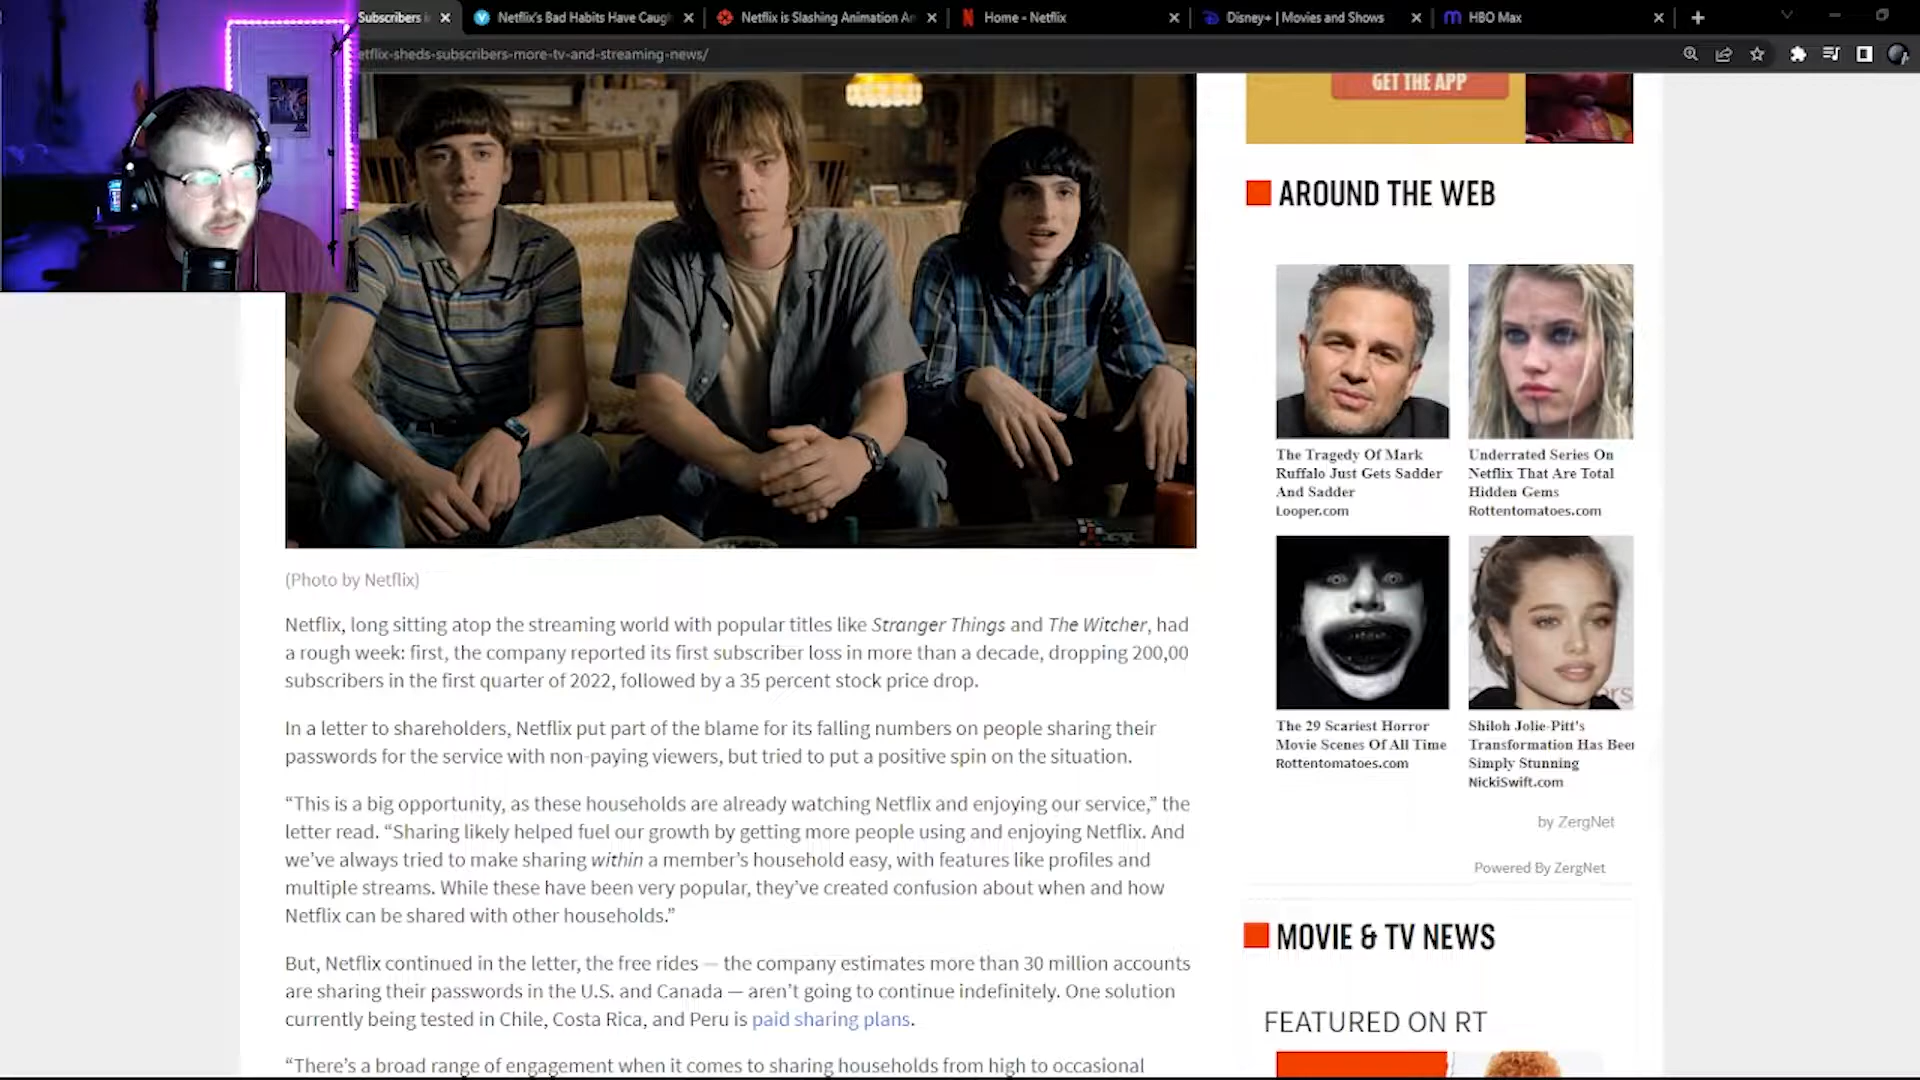 Subscribers
Netflix's Bad Habits Have Caug
Netflix is Slashing Animation Ar
Home - Netflix
Disney+ | Movies and Shows
HBO Max
etflix-sheds-subscribers-more-tv-and-streaming-news/
GET THE APP
AROUND THE WEB
The Tragedy Of Mark
Ruffalo Just Gets Sadder
And Sadder
Looper.com
Underrated Series On
Netflix That Are Total
Hidden Gems
Rottentomatoes.com
The 29 Scariest Horror
Movie Scenes Of All Time
Rottentomatoes.com
Shiloh Jolie-Pitt's
Transformation Has Been
Simply Stunning
NickiSwift.com
by ZergNet
Powered By ZergNet
MOVIE & TV NEWS
FEATURED ON RT
(Photo by Netflix)
Netflix, long sitting atop the streaming world with popular titles like Stranger Things and The Witcher, had
a rough week: first, the company reported its first subscriber loss in more than a decade, dropping 200,00
subscribers in the first quarter of 2022, followed by a 35 percent stock price drop.
In a letter to shareholders, Netflix put part of the blame for its falling numbers on people sharing their
passwords for the service with non-paying viewers, but tried to put a positive spin on the situation.
“This is a big opportunity, as these households are already watching Netflix and enjoying our service,” the
letter read. “Sharing likely helped fuel our growth by getting more people using and enjoying Netflix. And
we’ve always tried to make sharing within a member’s household easy, with features like profiles and
multiple streams. While these have been very popular, they’ve created confusion about when and how
Netflix can be shared with other households.”
But, Netflix continued in the letter, the free rides — the company estimates more than 30 million accounts
are sharing their passwords in the U.S. and Canada — aren’t going to continue indefinitely. One solution
currently being tested in Chile, Costa Rica, and Peru is paid sharing plans.
“There’s a broad range of engagement when it comes to sharing households from high to occasional